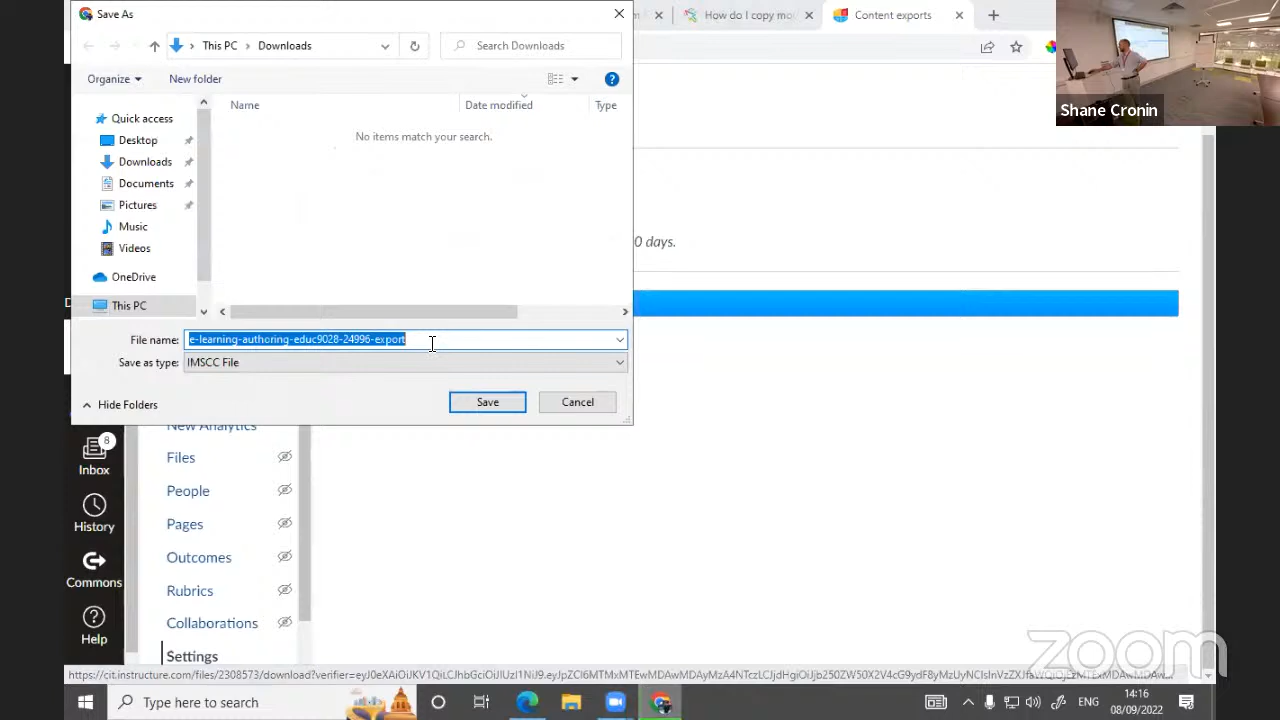 Save As
How do I copy mo
Content exports
This PC
Downloads
Search Downloads
Organize
New folder
Name
Date modified
Type
No items match your search.
Quick access
Desktop
Downloads
Documents
Pictures
Music
Videos
OneDrive
This PC
File name:
e-learning-authoring-educ9028-24996-export
Save as type:
IMSCC File
Hide Folders
Save
Cancel
Shane Cronin
0 days.
New Analytics
8
Inbox
Files
People
History
Pages
Outcomes
Commons
Rubrics
Collaborations
Help
Settings
zoom
Type here to search
ENG
14:16
08/09/2022